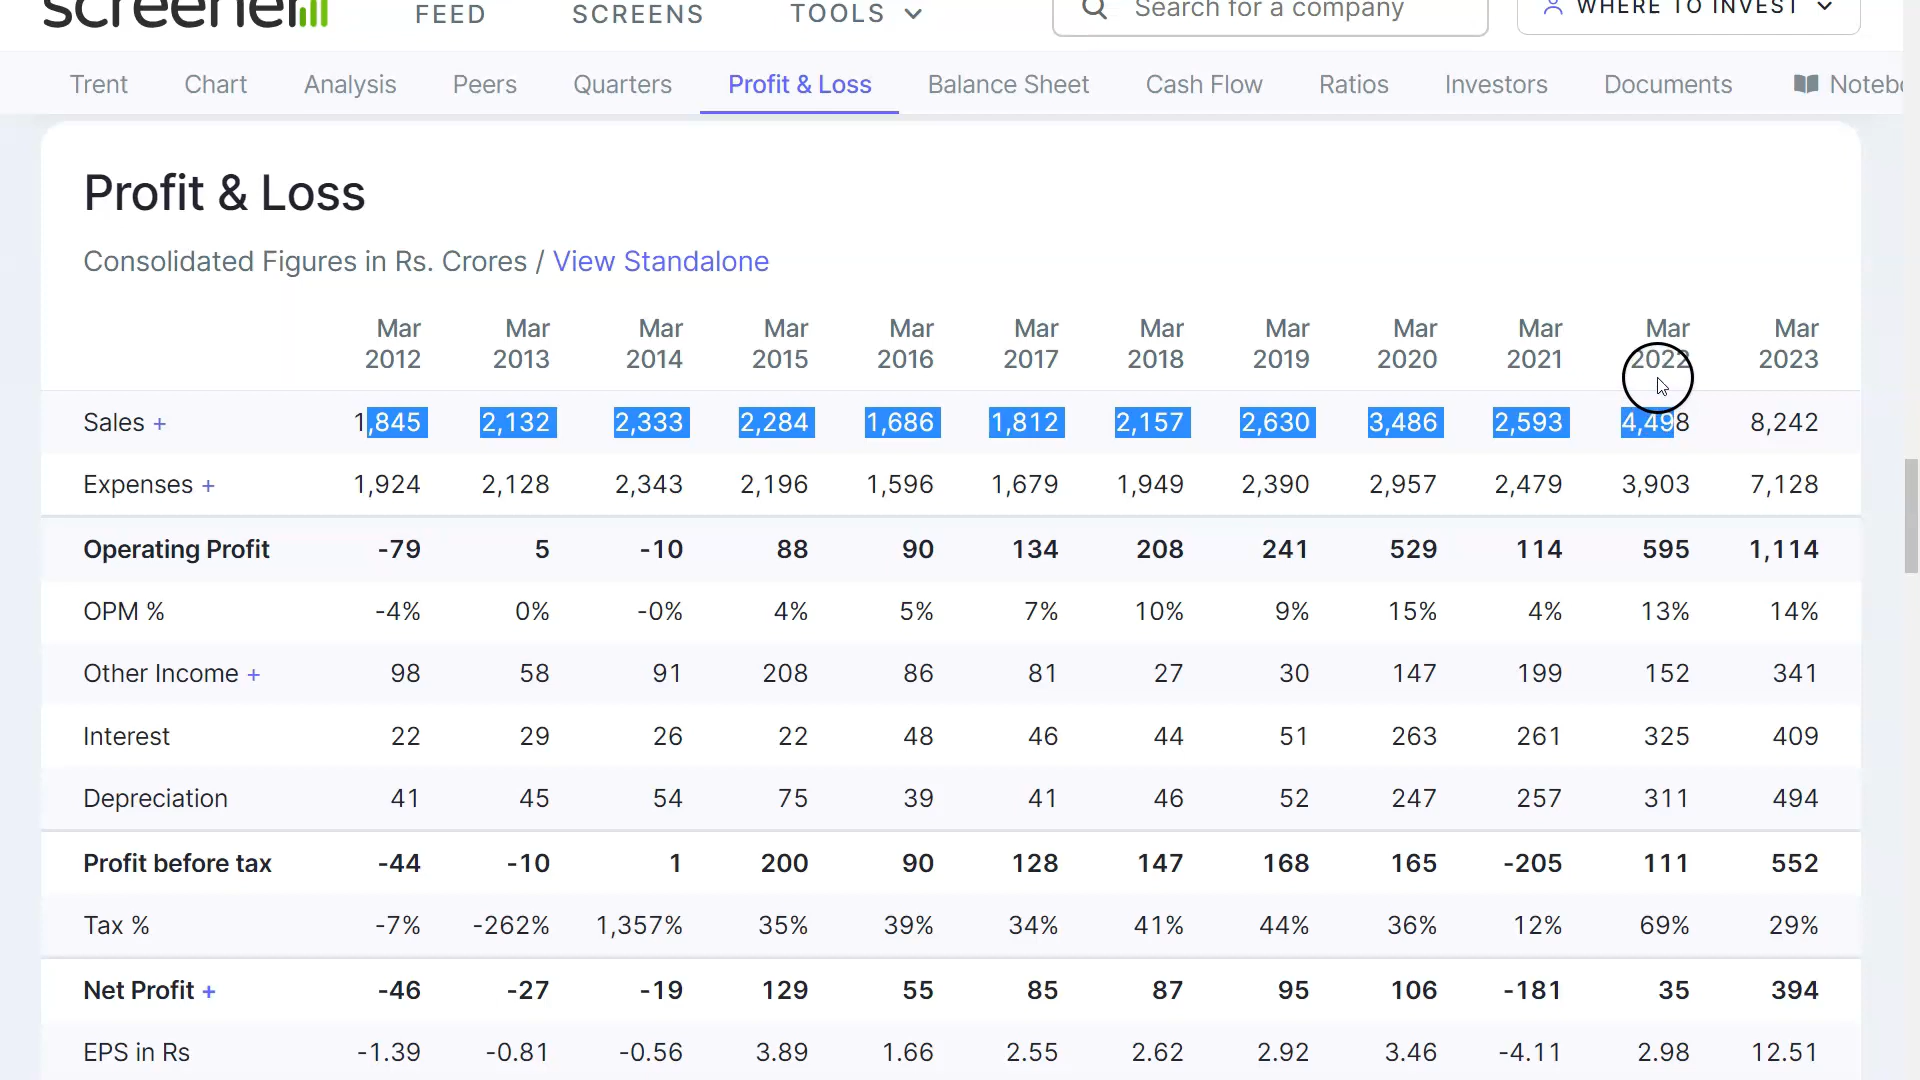 screener
FEED SCREENS TOOLS Search for a company WHERE TO INVEST
Trent Chart Analysis Peers Quarters Profit & Loss Balance Sheet Cash Flow Ratios Investors Documents
Profit & Loss
Consolidated Figures in Rs. Crores / View Standalone
Mar Mar Mar Mar Mar Mar Mar Mar Mar Mar Mar Mar
2012 2013 2014 2015 2016 2017 2018 2019 2020 2021 2022 2023
Sales + 1,845 2,132 2,333 2,284 1,686 1,812 2,157 2,630 3,486 2,593 4,498 8,242
Expenses + 1,924 2,128 2,343 2,196 1,596 1,679 1,949 2,390 2,957 2,479 3,903 7,128
Operating Profit -79 5 -10 88 90 134 208 241 529 114 595 1,114
OPM % -4% 0% -0% 4% 5% 7% 10% 9% 15% 4% 13% 14%
Other Income + 98 58 91 208 86 81 27 30 147 199 152 341
Interest 22 29 26 22 48 46 44 51 263 261 325 409
Depreciation 41 45 54 75 39 41 46 52 247 257 311 494
Profit before tax -44 -10 1 200 90 128 147 168 165 -205 111 552
Tax % -7% -262% 1,357% 35% 39% 34% 41% 44% 36% 12% 69% 29%
Net Profit + -46 -27 -19 129 55 85 87 95 106 -181 35 394
EPS in Rs -1.39 -0.81 -0.56 3.89 1.66 2.55 2.62 2.92 3.46 -4.11 2.98 12.51